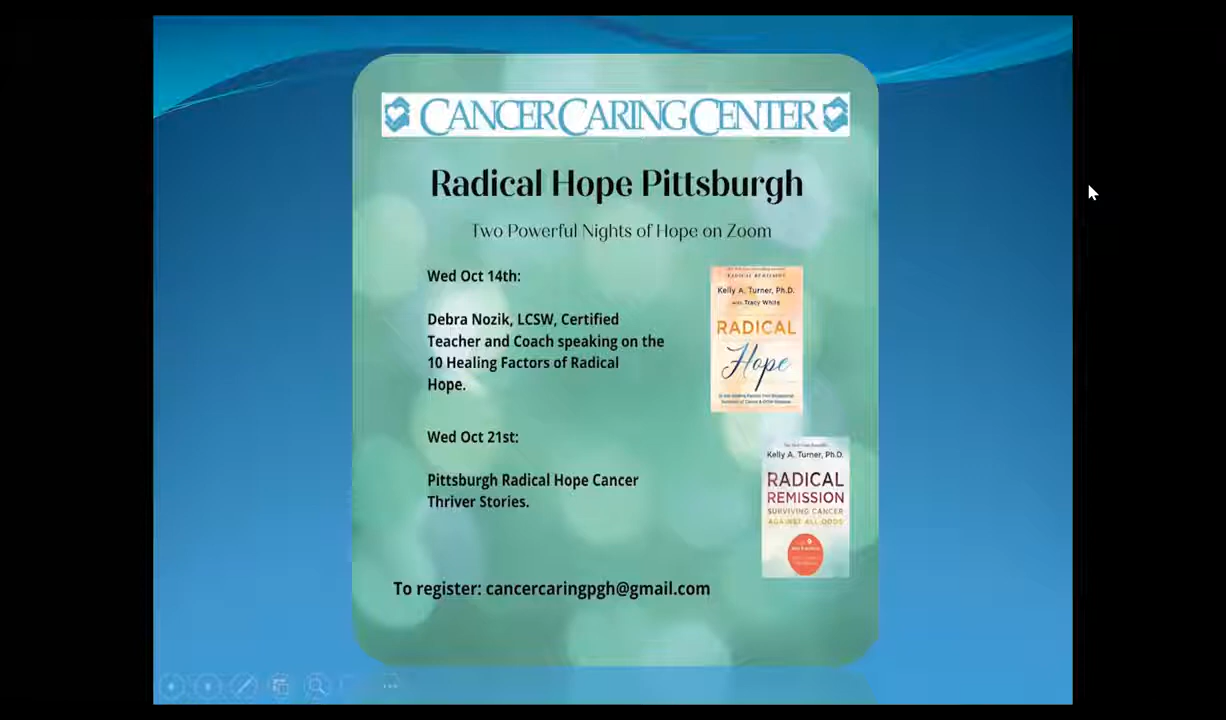 CANCER CARING CENTER
Radical Hope Pittsburgh
Two Powerful Nights of Hope on Zoom
Wed Oct 14th:
Debra Nozik, LCSW, Certified
Teacher and Coach speaking on the
10 Healing Factors of Radical
Hope.
Wed Oct 21st:
Pittsburgh Radical Hope Cancer
Thriver Stories.
To register: cancercaringpgh@gmail.com
RADICAL REMISSION
Kelly A. Turner, Ph.D.
with Tracy White
RADICAL
Hope
Kelly A. Turner, Ph.D.
RADICAL
REMISSION
SURVIVING CANCER
AGAINST ALL ODDS